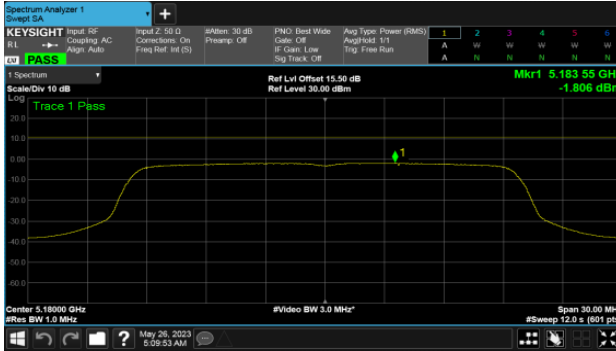 Spectrum Analyzer 1
Swept SA
+
KEYSIGHT Input: RF Input Z: 50 Ω #Atten: 30 dB PNO: Best Wide Avg Type: Power (RMS) 1 2 3 4 5 6
RL Coupling: AC Corrections: On Preamp: Off Gate: Off Avg|Hold: 1/1 A W W W W W
Align: Auto Freq Ref: Int (S) IF Gain: Low Trig: Free Run
LXI PASS Sig Track: Off A N N N N N
1 Spectrum Ref Lvl Offset 15.50 dB Mkr1 5.183 55 GH
Scale/Div 10 dB Ref Level 30.00 dBm -1.806 dBr
Log Trace 1 Pass
20.0
10.0
0.00 1
-10.0
-20.0
-30.0
-40.0
-50.0
-60.0
Center 5.18000 GHz #Video BW 3.0 MHz* Span 30.00 MH
#Res BW 1.0 MHz #Sweep 12.0 s (601 pts
? May 26, 2023
5:09:53 AM